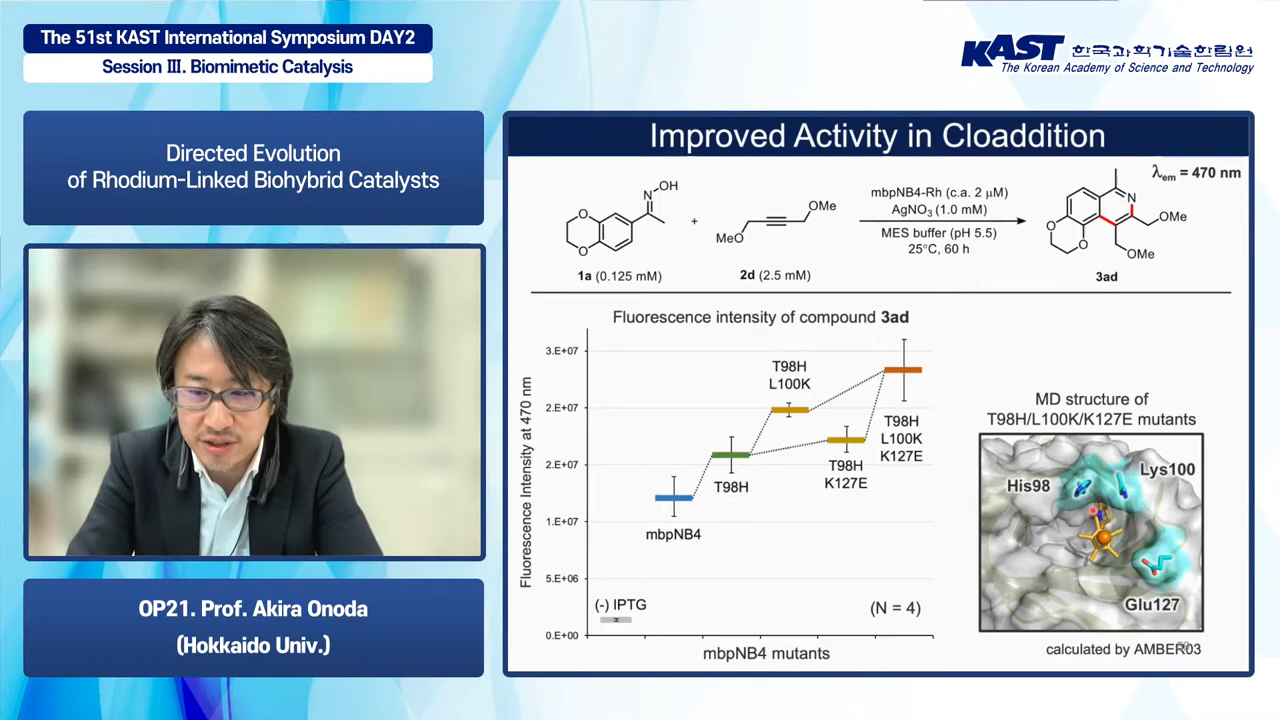 The 51st KAST International Symposium DAY2
Session Ⅲ. Biomimetic Catalysis
KAST 한국과학기술한림원
The Korean Academy of Science and Technology
Directed Evolution
of Rhodium-Linked Biohybrid Catalysts
OP21. Prof. Akira Onoda
(Hokkaido Univ.)
Improved Activity in Cloaddition
λem = 470 nm
N
OH
O
O
1a (0.125 mM)
+
OMe
MeO
2d (2.5 mM)
mbpNB4-Rh (c.a. 2 μM)
AgNO3 (1.0 mM)
MES buffer (pH 5.5)
25°C, 60 h
N
OMe
O
O
OMe
3ad
Fluorescence intensity of compound 3ad
Fluorescence Intensity at 470 nm
3.E+07
2.E+07
2.E+07
1.E+07
5.E+06
0.E+00
(-) IPTG
mbpNB4
T98H
T98H
L100K
T98H
K127E
T98H
L100K
K127E
(N = 4)
mbpNB4 mutants
MD structure of
T98H/L100K/K127E mutants
His98
Lys100
Glu127
calculated by AMBER03